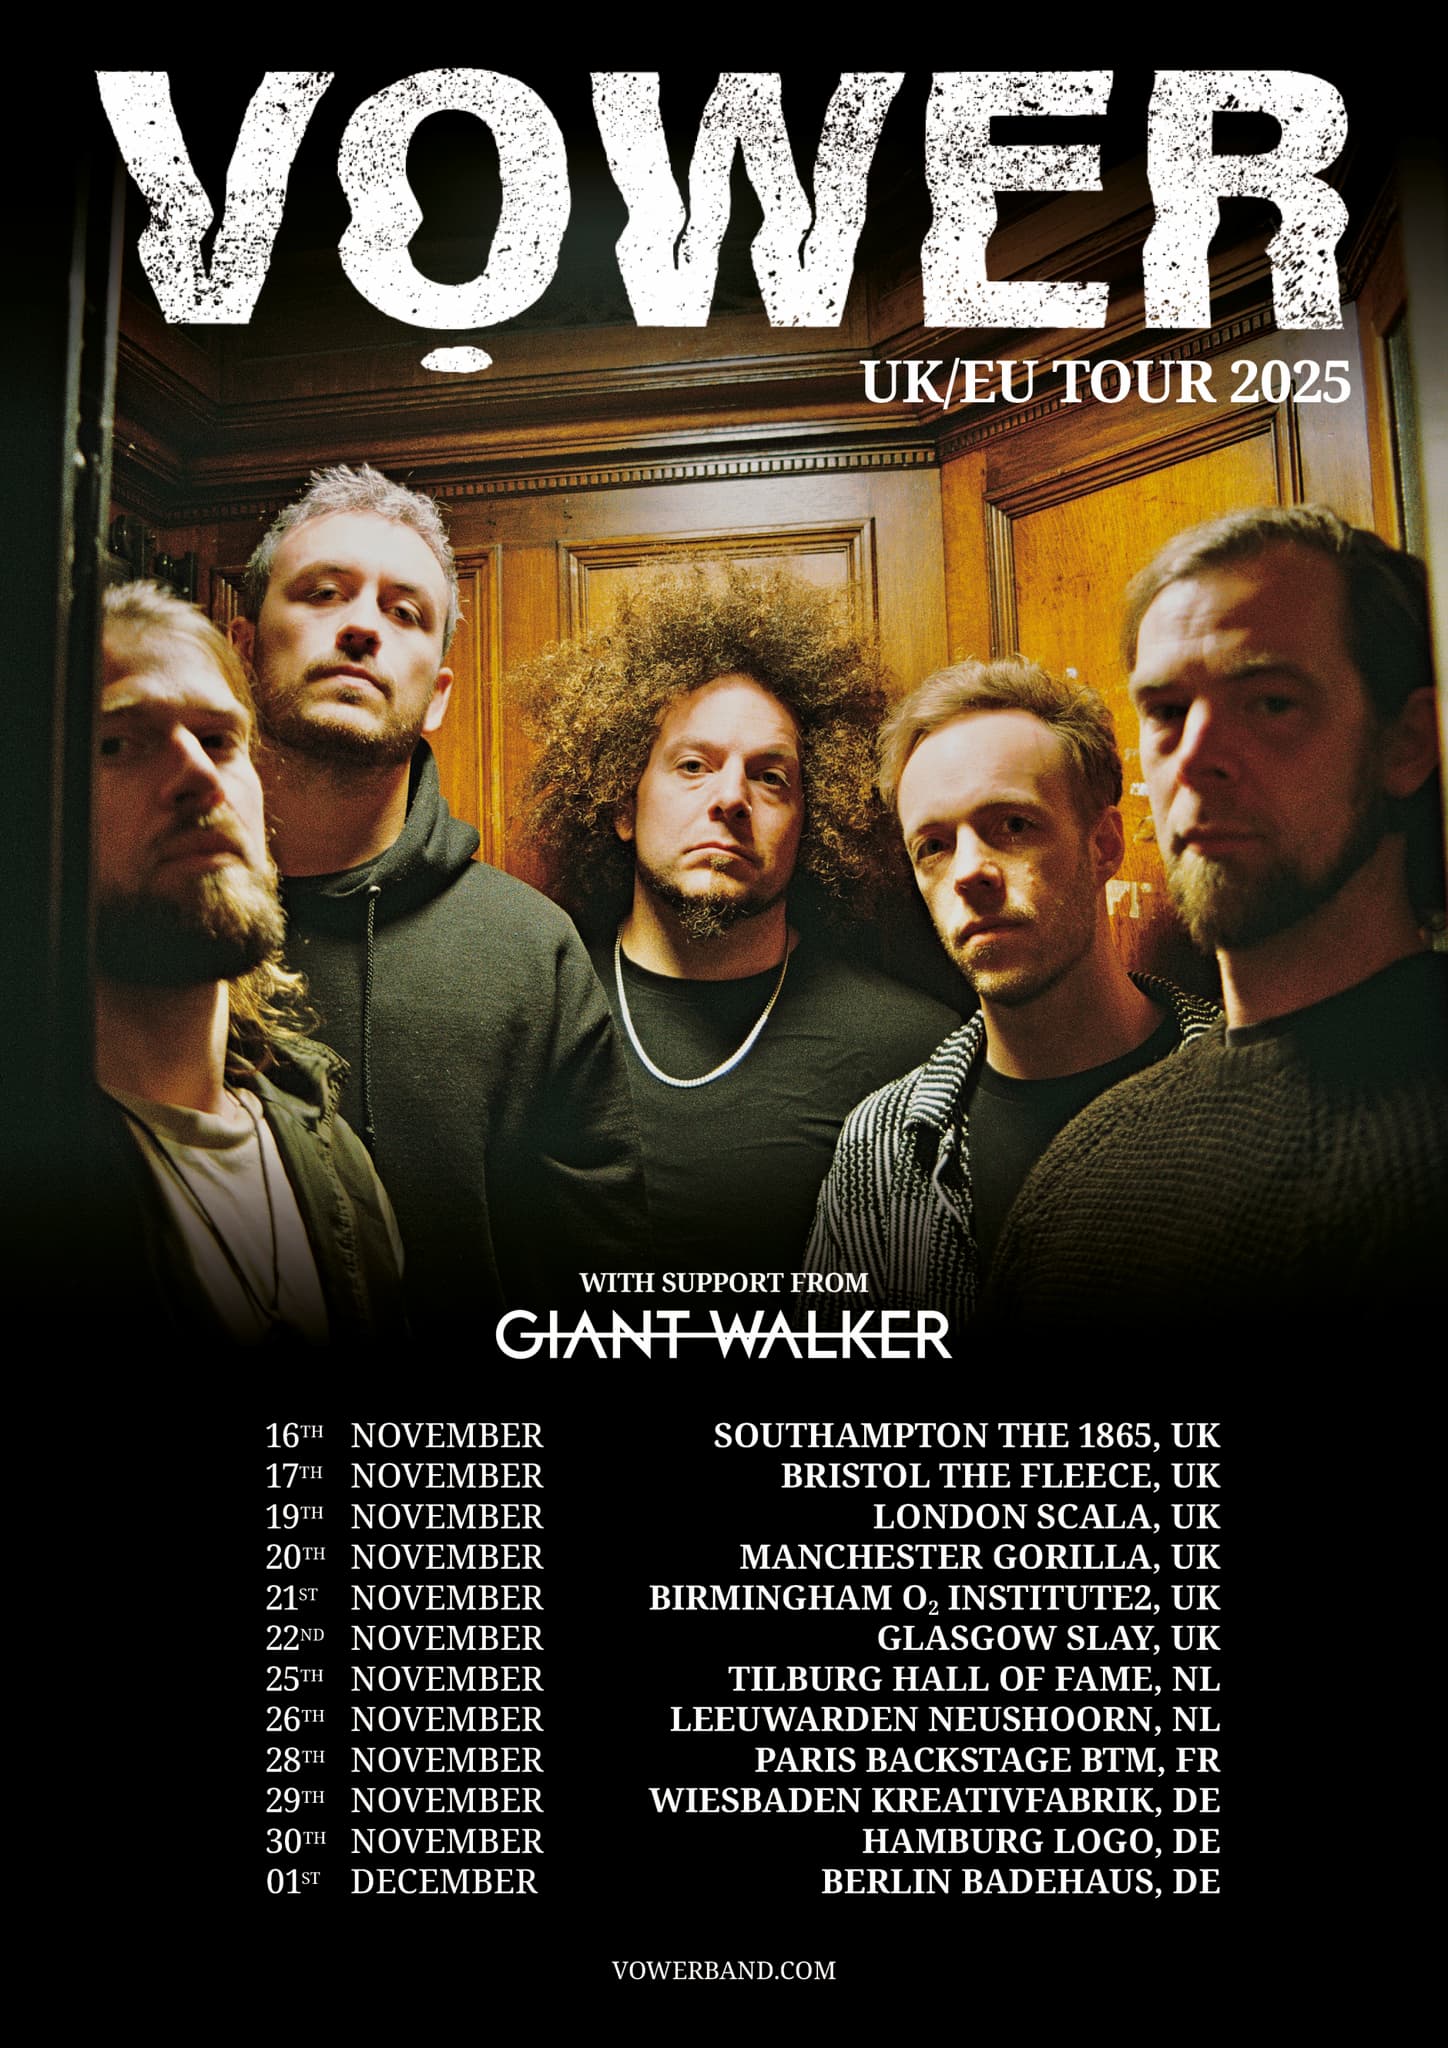 VOWER
UK/EU TOUR 2025
WITH SUPPORT FROM
GIANT WALKER
16TH NOVEMBER SOUTHAMPTON THE 1865, UK
17TH NOVEMBER BRISTOL THE FLEECE, UK
19TH NOVEMBER LONDON SCALA, UK
20TH NOVEMBER MANCHESTER GORILLA, UK
21ST NOVEMBER BIRMINGHAM O₂ INSTITUTE2, UK
22ND NOVEMBER GLASGOW SLAY, UK
25TH NOVEMBER TILBURG HALL OF FAME, NL
26TH NOVEMBER LEEUWARDEN NEUSHOORN, NL
28TH NOVEMBER PARIS BACKSTAGE BTM, FR
29TH NOVEMBER WIESBADEN KREATIVFABRIK, DE
30TH NOVEMBER HAMBURG LOGO, DE
01ST DECEMBER BERLIN BADEHAUS, DE
VOWERBAND.COM